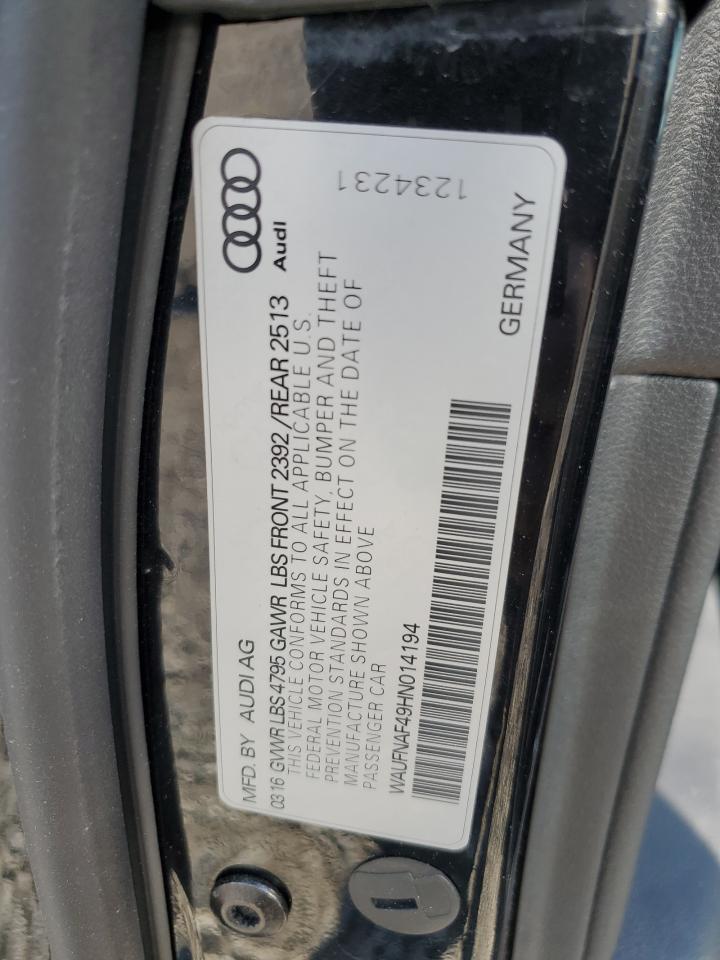 MFD. BY AUDI AG
0316 GVWR LBS 4795 GAWR LBS FRONT 2392 /REAR 2513
THIS VEHICLE CONFORMS TO ALL APPLICABLE U.S.
FEDERAL MOTOR VEHICLE SAFETY, BUMPER AND THEFT
PREVENTION STANDARDS IN EFFECT ON THE DATE OF
MANUFACTURE SHOWN ABOVE
PASSENGER CAR
WAUFNAF49HN014194
Audi
1234231
GERMANY